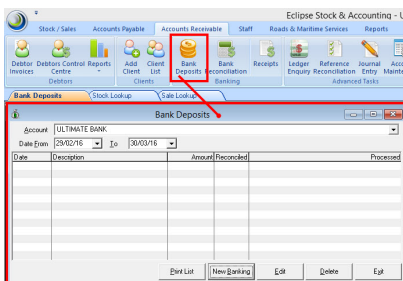 Eclipse Stock & Accounting - U
Stock / Sales Accounts Payable Accounts Receivable Staff Roads & Maritime Services Reports
Debtor Invoices Debtors Control Centre Reports Add Client Client List Bank Deposits Bank Reconciliation Receipts Ledger Enquiry Reference Reconciliation Journal Entry
Debtors Clients Banking Advanced Tasks
Bank Deposits Stock Lookup Sale Lookup
Bank Deposits
Account ULTIMATE BANK
Date From 29/02/16 To 30/03/16
Date Description Amount Reconciled Processed
Print List New Banking Edit Delete Exit